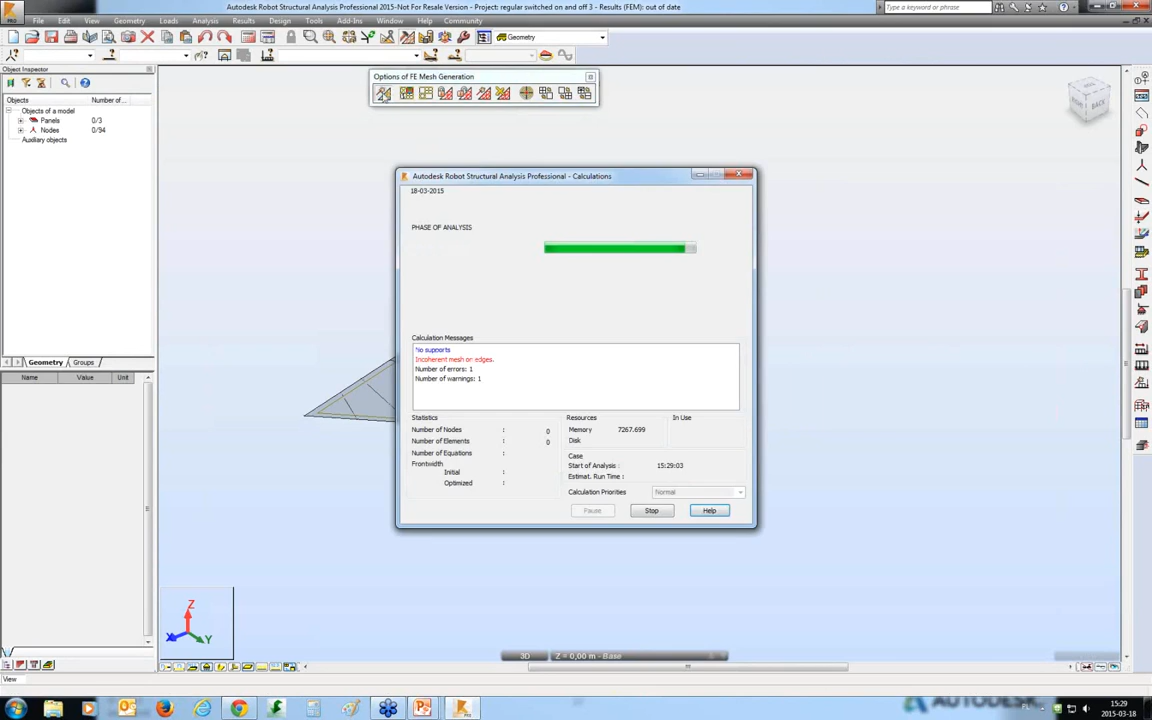 Autodesk Robot Structural Analysis Professional 2015-Not For Resale Version - Project: regular switched on and off 3 - Results (FEM): out of date
Type a keyword or phrase
File Edit View Geometry Loads Analysis Results Design Tools Add-Ins Window Help Community
Geometry
Object Inspector
Options of FE Mesh Generation
Objects Number of...
Objects of a model
Panels 0/3
Nodes 0/94
Auxiliary objects
BACK
Autodesk Robot Structural Analysis Professional - Calculations
18-03-2015
PHASE OF ANALYSIS
Calculation Messages
No supports
Incoherent mesh on edges.
Number of errors: 1
Number of warnings: 1
Geometry Groups
Name Value Unit
Statistics Resources In Use
Number of Nodes : 0 Memory 7267.699
Number of Elements : 0 Disk
Number of Equations : Case
Frontwidth Start of Analysis : 15:29:03
Initial : Estimat. Run Time :
Optimized : Calculation Priorities Normal
Pause Stop Help
Z
X Y
3D Z = 0,00 m - Base
View
AUTODESK
15:29
2015-03-18